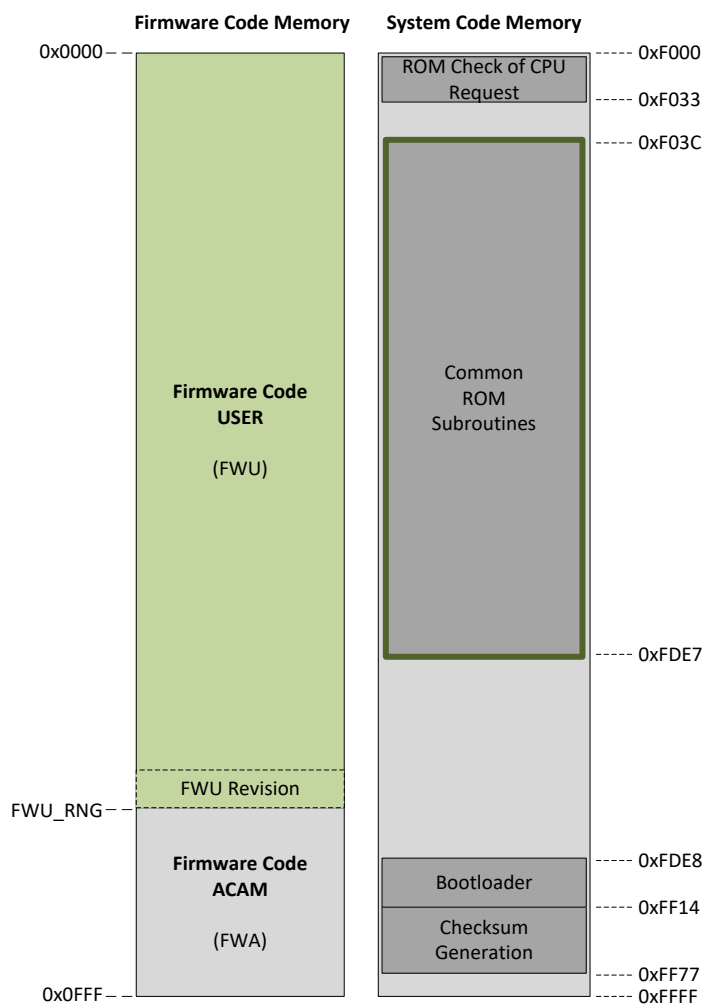 Firmware Code Memory
System Code Memory
0x0000
0xF000
ROM Check of CPU
Request
0xF033
0xF03C
Common
ROM
Subroutines
Firmware Code
USER
(FWU)
0xFDE7
FWU Revision
FWU_RNG
Firmware Code
ACAM
(FWA)
0xFDE8
Bootloader
0xFF14
Checksum
Generation
0xFF77
0x0FFF
0xFFFF